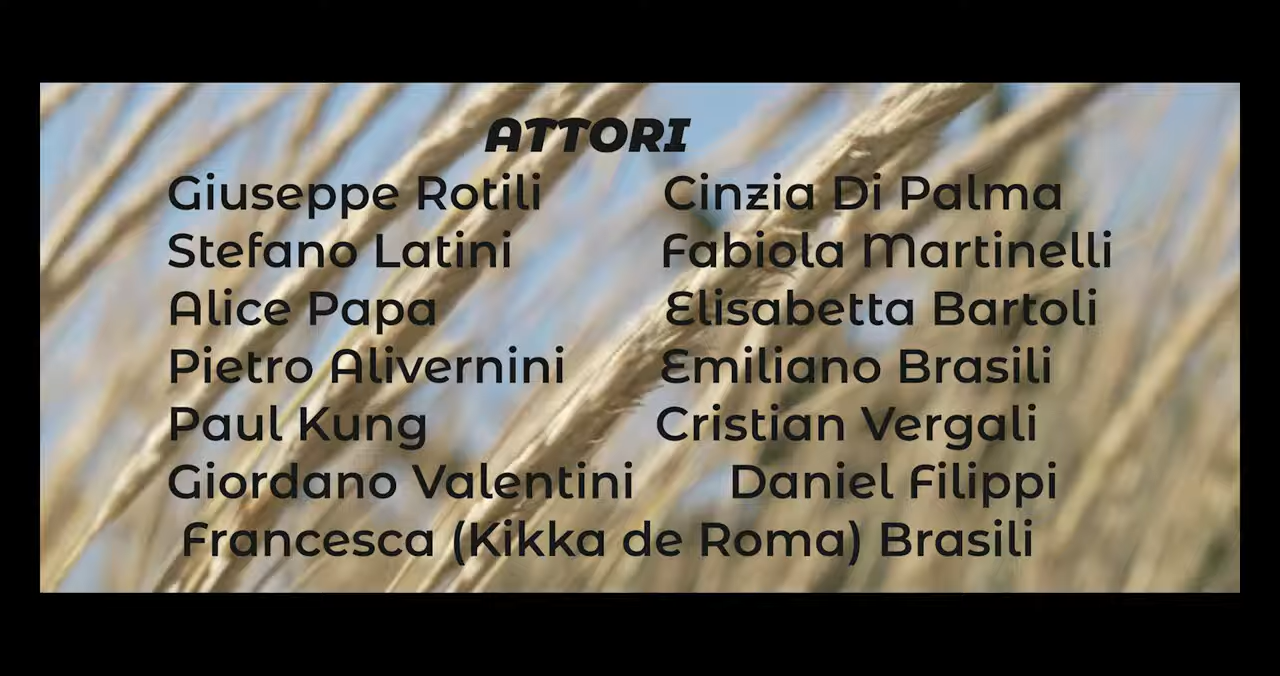 ATTORI
Giuseppe Rotili Cinzia Di Palma
Stefano Latini Fabiola Martinelli
Alice Papa Elisabetta Bartoli
Pietro Alivernini Emiliano Brasili
Paul Kung Cristian Vergali
Giordano Valentini Daniel Filippi
Francesca (Kikka de Roma) Brasili